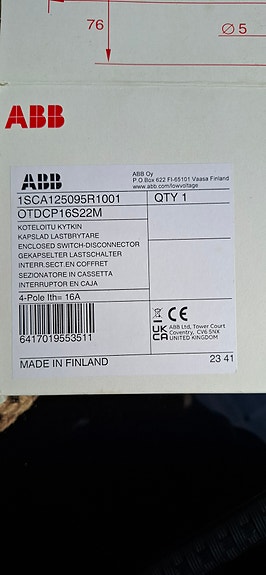 76
Ø 5
ABB
ABB
ABB Oy
P.O.Box 622 FI-65101 Vaasa Finland
www.abb.com/lowvoltage
1SCA125095R1001
QTY 1
OTDCP16S22M
KOTELOITU KYTKIN
KAPSLAD LASTBRYTARE
ENCLOSED SWITCH-DISCONNECTOR
GEKAPSELTER LASTSCHALTER
INTERR.SECT.EN COFFRET
SEZIONATORE IN CASSETTA
INTERRUPTOR EN CAJA
4-Pole Ith= 16A
6417019553511
CE
UK
CA
ABB Ltd, Tower Court
Coventry, CV6 5NX
UNITED KINGDOM
MADE IN FINLAND
23 41